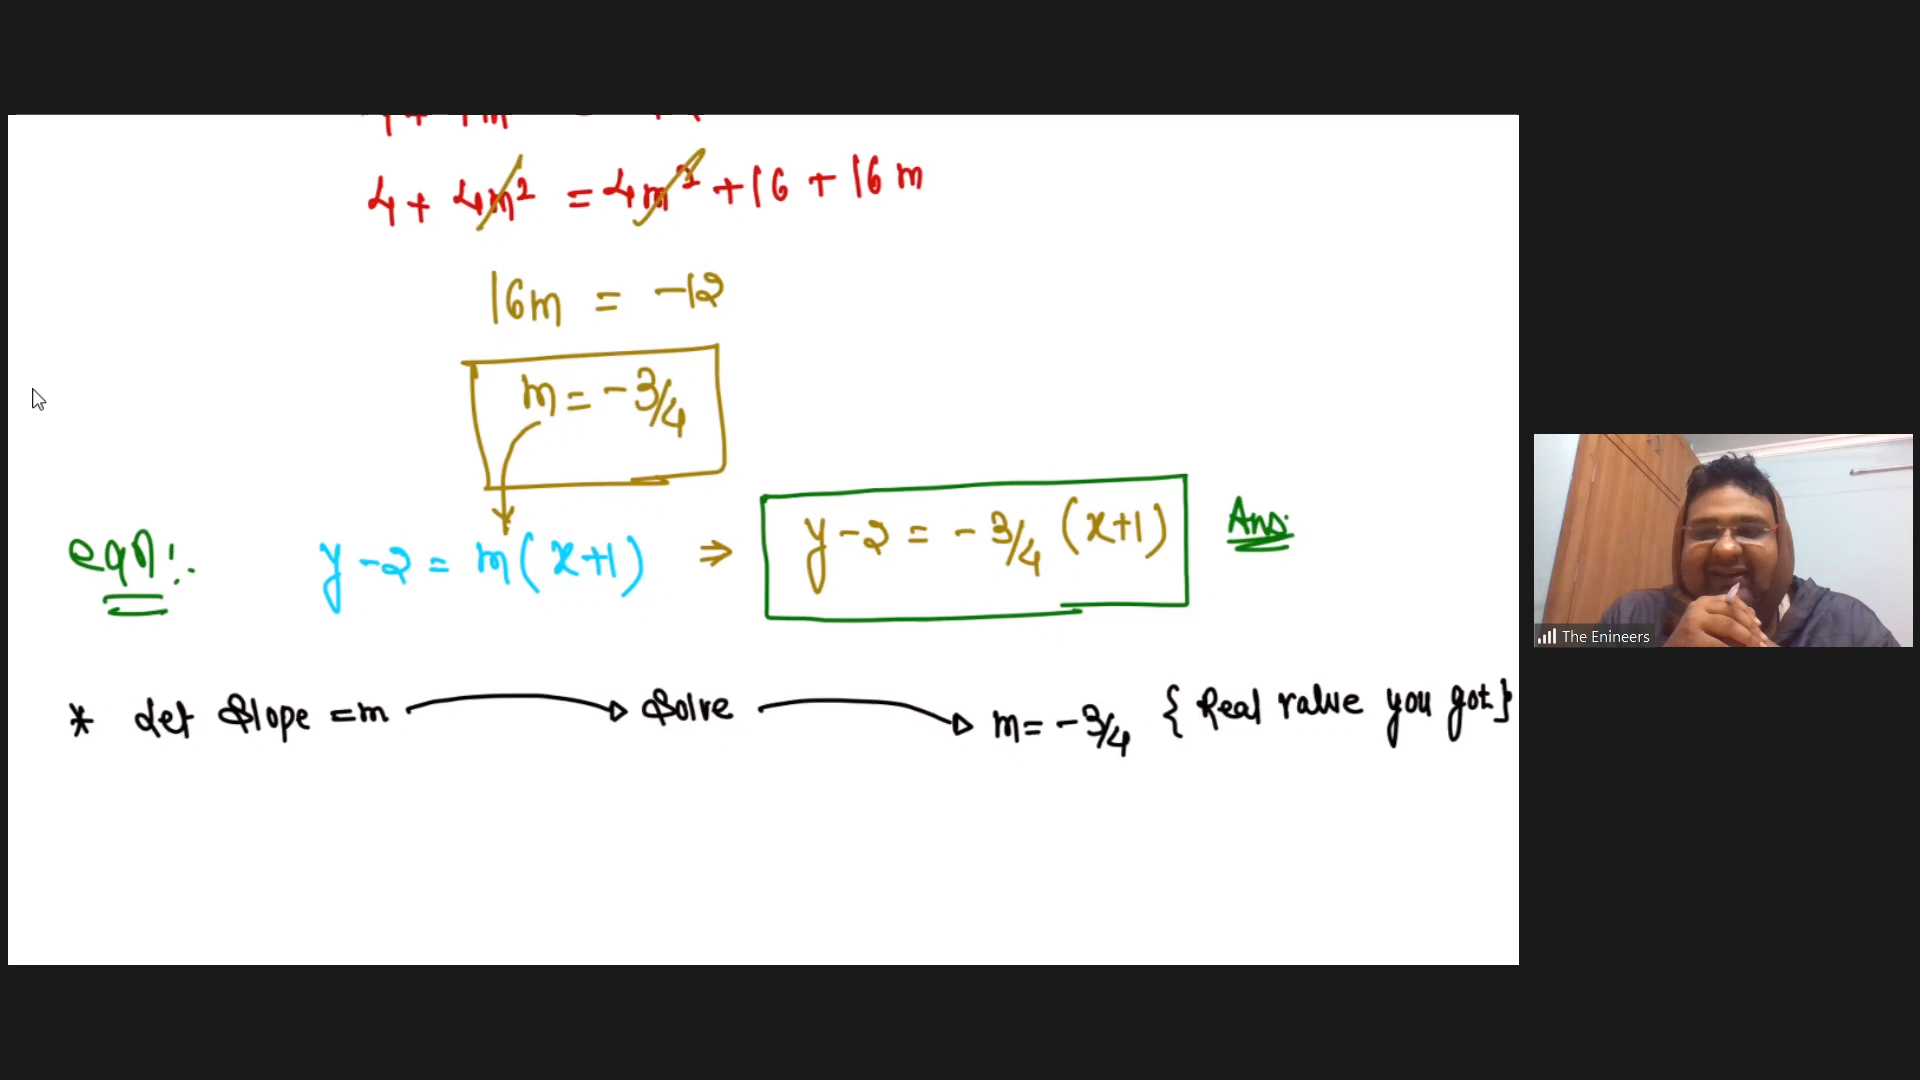 4 + 4m² = 4m² + 16 + 16m
16m = -12
m = -3/4
eqn:. y - 2 = m(x+1) ⇒ y - 2 = -3/4 (x+1) Ans:
* Let Slope = m → Solve → m = -3/4 { Real value you got }
The Enineers